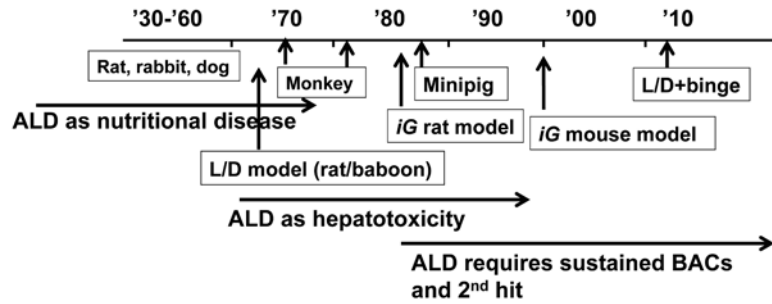 '30-'60 '70 '80 '90 '00 '10
Rat, rabbit, dog
Monkey
Minipig
L/D+binge
ALD as nutritional disease
iG rat model
iG mouse model
L/D model (rat/baboon)
ALD as hepatotoxicity
ALD requires sustained BACs
and 2nd hit